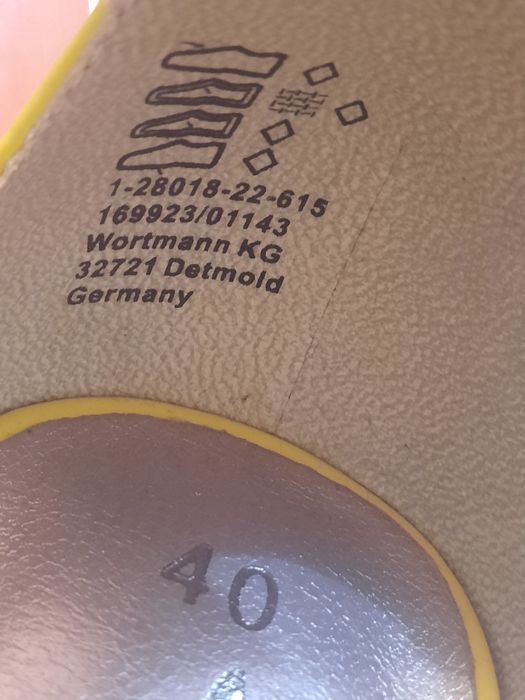 1-28018-22-615
169923/01143
Wortmann KG
32721 Detmold
Germany
40